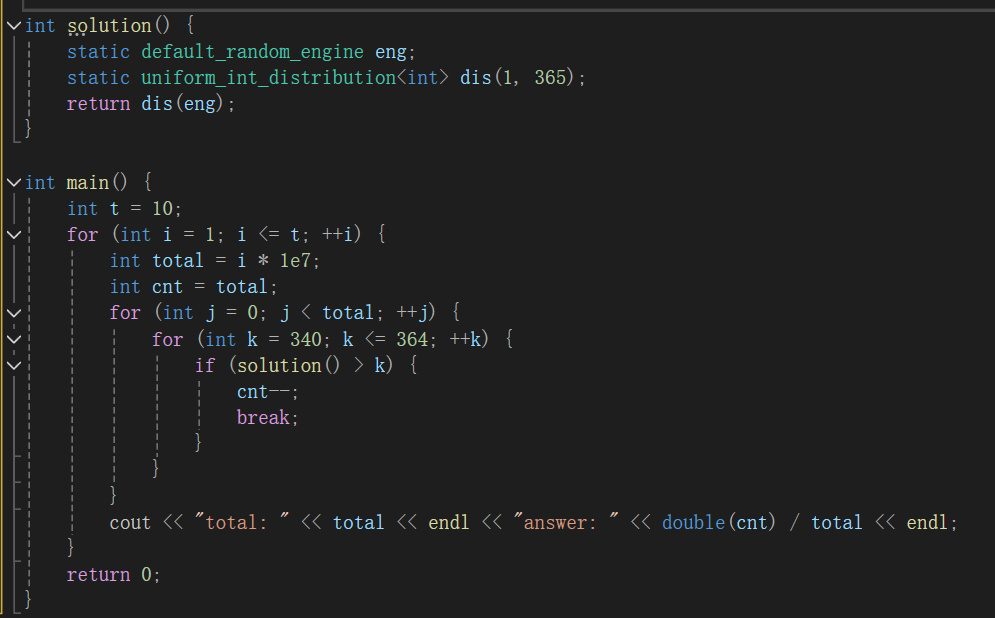 int solution() {
    static default_random_engine eng;
    static uniform_int_distribution<int> dis(1, 365);
    return dis(eng);
}
int main() {
    int t = 10;
    for (int i = 1; i <= t; ++i) {
        int total = i * 1e7;
        int cnt = total;
        for (int j = 0; j < total; ++j) {
            for (int k = 340; k <= 364; ++k) {
                if (solution() > k) {
                    cnt--;
                    break;
                }
            }
        }
        cout << "total: " << total << endl << "answer: " << double(cnt) / total << endl;
    }
    return 0;
}